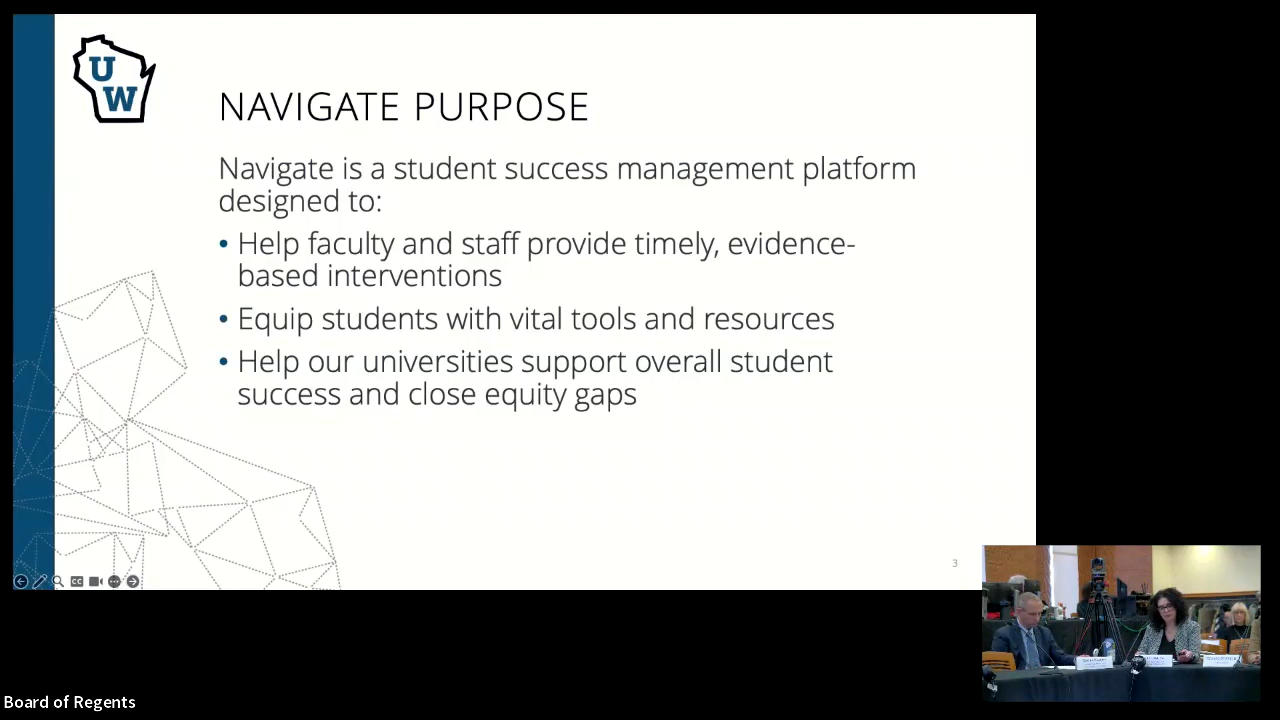 U
W
NAVIGATE PURPOSE
Navigate is a student success management platform
designed to:
• Help faculty and staff provide timely, evidence-
based interventions
• Equip students with vital tools and resources
• Help our universities support overall student
success and close equity gaps
3
CC
Board of Regents